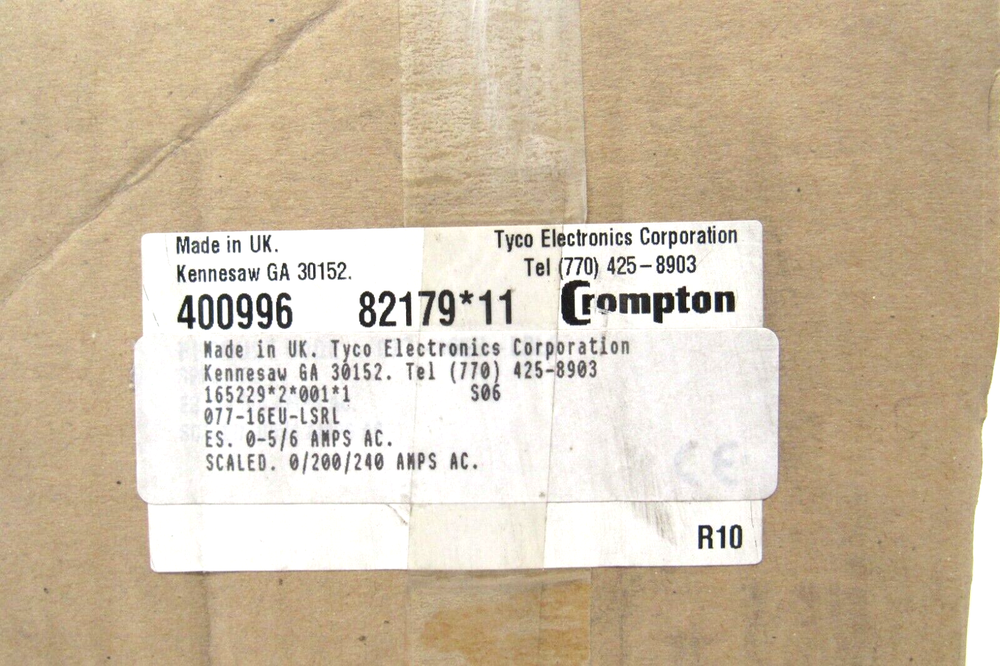 Made in UK. Tyco Electronics Corporation
Kennesaw GA 30152. Tel (770) 425-8903
400996 82179*11 Crompton
Made in UK. Tyco Electronics Corporation
Kennesaw GA 30152. Tel (770) 425-8903
165229*2*001*1 S06
077-16EU-LSRL
ES. 0-5/6 AMPS AC.
SCALED. 0/200/240 AMPS AC.
CE
R10